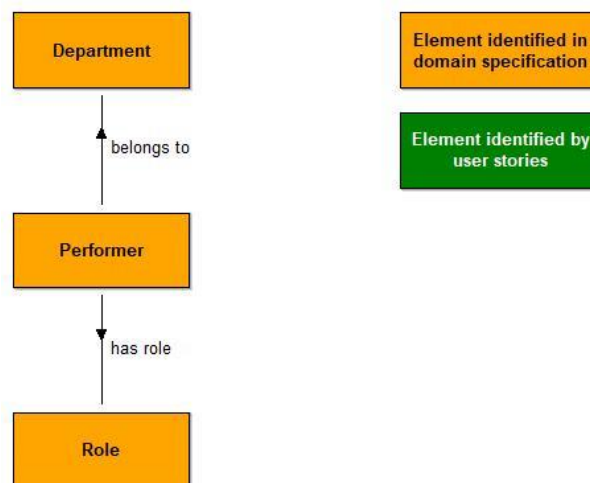 Department
Element identified in
domain specification
belongs to
Element identified by
user stories
Performer
has role
Role